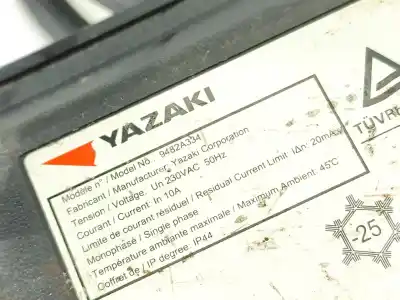 YAZAKI
Modèle n° / Model No. 9482A334
Fabricant / Manufacturer. Yazaki Corporation
Tension / Voltage. Un 230VAC 50Hz
Courant / Current: In 10A
Limite de courant résiduel / Residual Current Limit. IΔn: 20mA
Monophasé / Single phase
Température ambiante maximale / Maximum Ambient. 45℃
Coffret de / IP degree. IP44
TÜVRh
-25